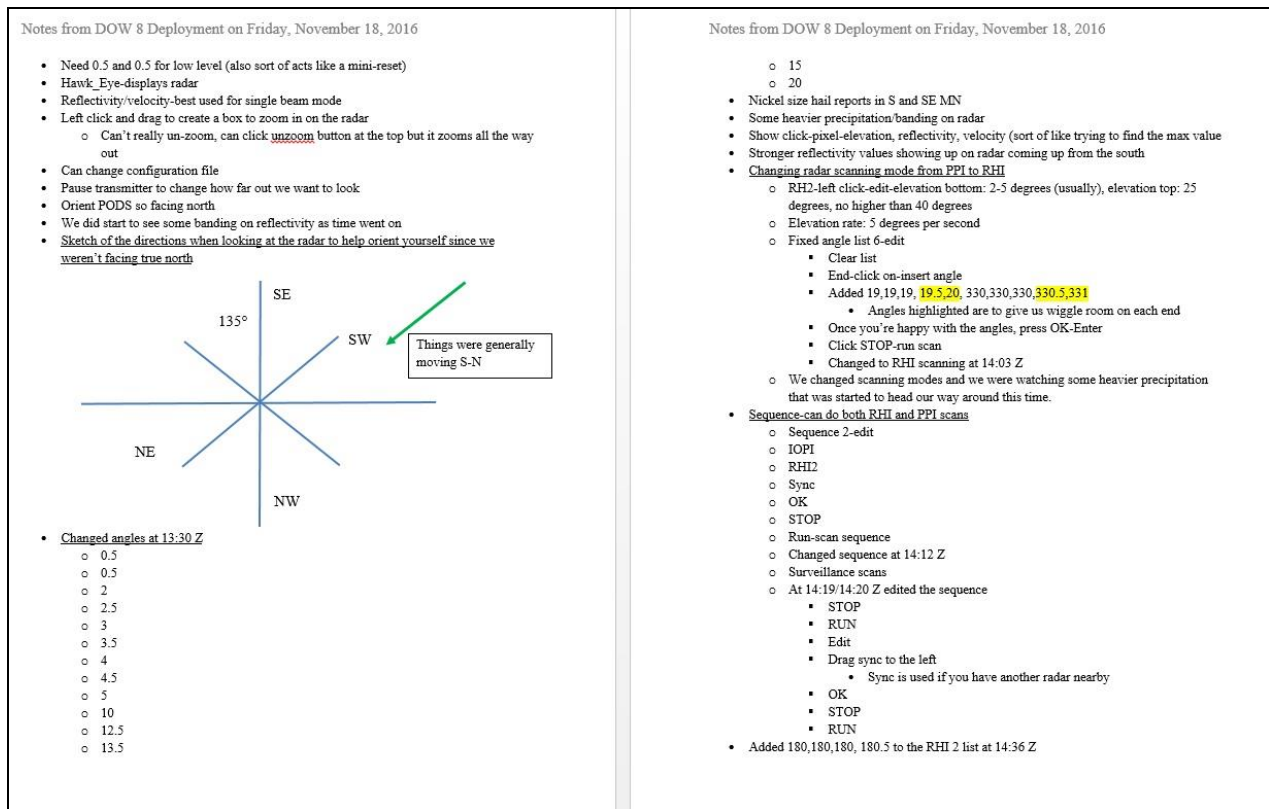 Notes from DOW 8 Deployment on Friday, November 18, 2016
• Need 0.5 and 0.5 for low level (also sort of acts like a mini-reset)
• Hawk_Eye-displays radar
• Reflectivity/velocity-best used for single beam mode
• Left click and drag to create a box to zoom in on the radar
o Can't really un-zoom, can click unzoom button at the top but it zooms all the way
out
• Can change configuration file
• Pause transmitter to change how far out we want to look
• Orient PODS so facing north
• We did start to see some banding on reflectivity as time went on
• Sketch of the directions when looking at the radar to help orient yourself since we
weren't facing true north
SE
135°
SW
Things were generally
moving S-N
NE
NW
• Changed angles at 13:30 Z
o 0.5
o 0.5
o 2
o 2.5
o 3
o 3.5
o 4
o 4.5
o 5
o 10
o 12.5
o 13.5
Notes from DOW 8 Deployment on Friday, November 18, 2016
o 15
o 20
• Nickel size hail reports in S and SE MN
• Some heavier precipitation/banding on radar
• Show click-pixel-elevation, reflectivity, velocity (sort of like trying to find the max value
• Stronger reflectivity values showing up on radar coming up from the south
• Changing radar scanning mode from PPI to RHI
o RH2-left click-edit-elevation bottom: 2-5 degrees (usually), elevation top: 25
degrees, no higher than 40 degrees
o Elevation rate: 5 degrees per second
o Fixed angle list 6-edit
▪ Clear list
▪ End-click on-insert angle
▪ Added 19,19,19, 19.5,20, 330,330,330,330.5,331
• Angles highlighted are to give us wiggle room on each end
▪ Once you're happy with the angles, press OK-Enter
▪ Click STOP-run scan
▪ Changed to RHI scanning at 14:03 Z
o We changed scanning modes and we were watching some heavier precipitation
that was started to head our way around this time.
• Sequence-can do both RHI and PPI scans
o Sequence 2-edit
o IOPI
o RHI2
o Sync
o OK
o STOP
o Run-scan sequence
o Changed sequence at 14:12 Z
o Surveillance scans
o At 14:19/14:20 Z edited the sequence
▪ STOP
▪ RUN
▪ Edit
▪ Drag sync to the left
• Sync is used if you have another radar nearby
▪ OK
▪ STOP
▪ RUN
• Added 180,180,180, 180.5 to the RHI 2 list at 14:36 Z